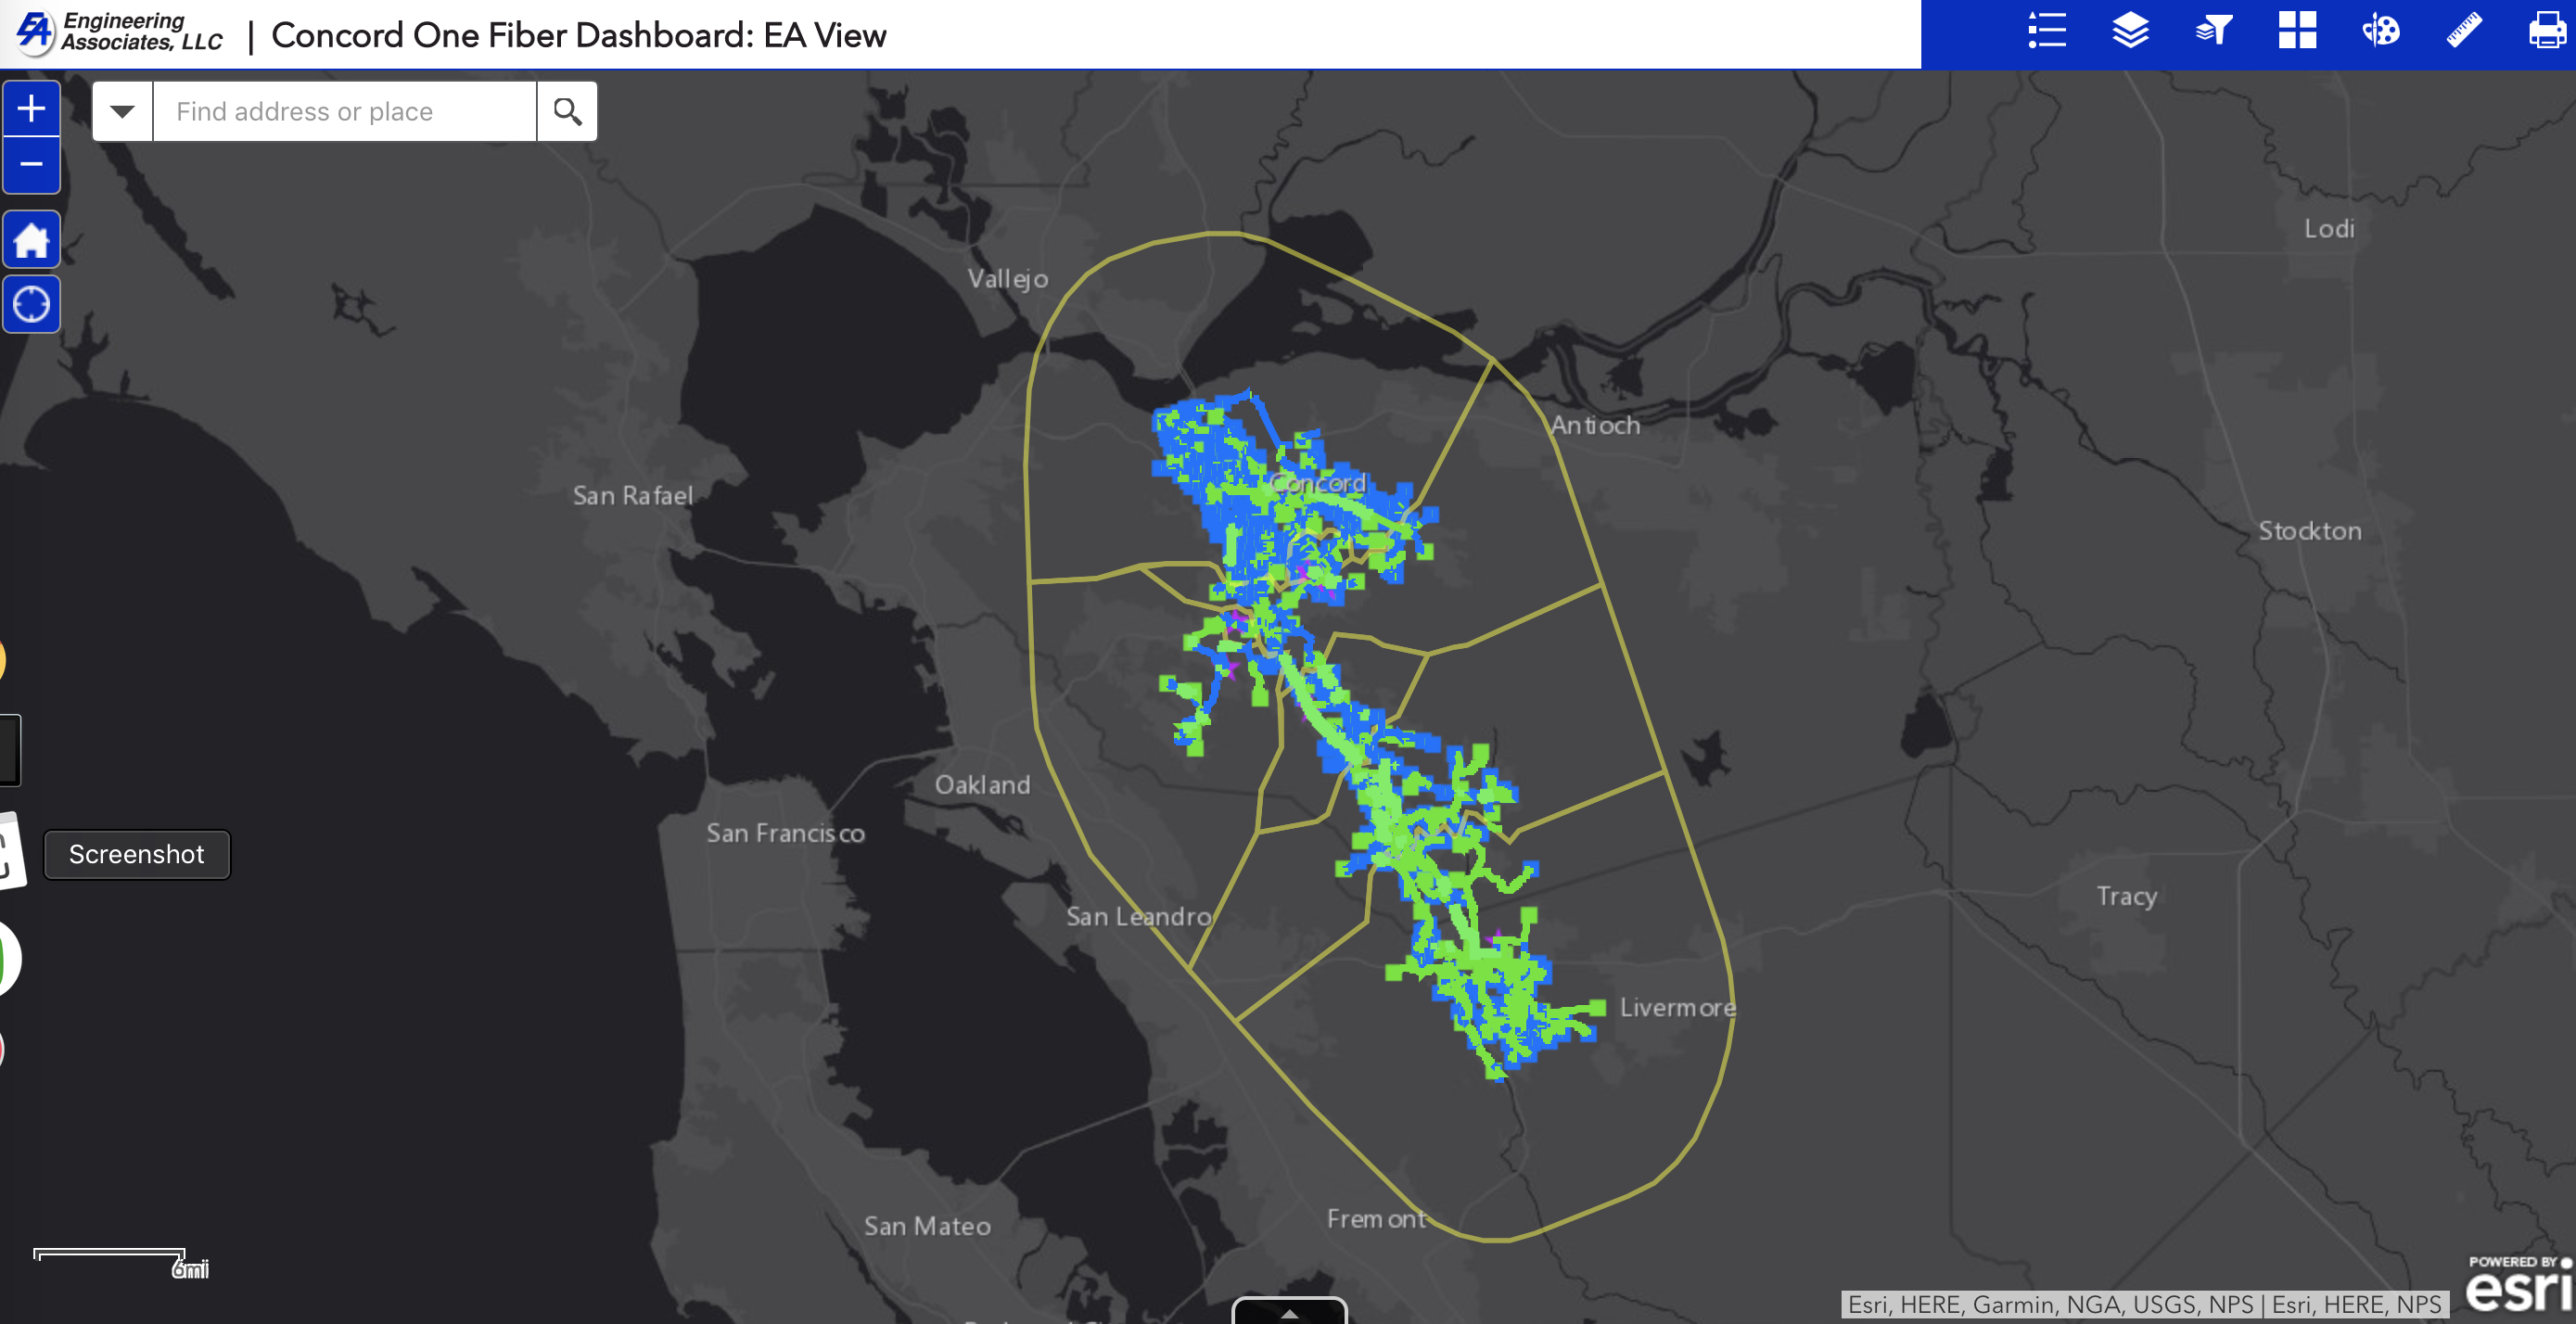 Engineering
Associates, LLC
| Concord One Fiber Dashboard: EA View
Find address or place
Lodi
Vallejo
Antioch
Concord
San Rafael
Stockton
Oakland
San Francisco
Screenshot
Tracy
San Leandro
Livermore
Fremont
San Mateo
6mi
POWERED BY
esri
Esri, HERE, Garmin, NGA, USGS, NPS | Esri, HERE, NPS